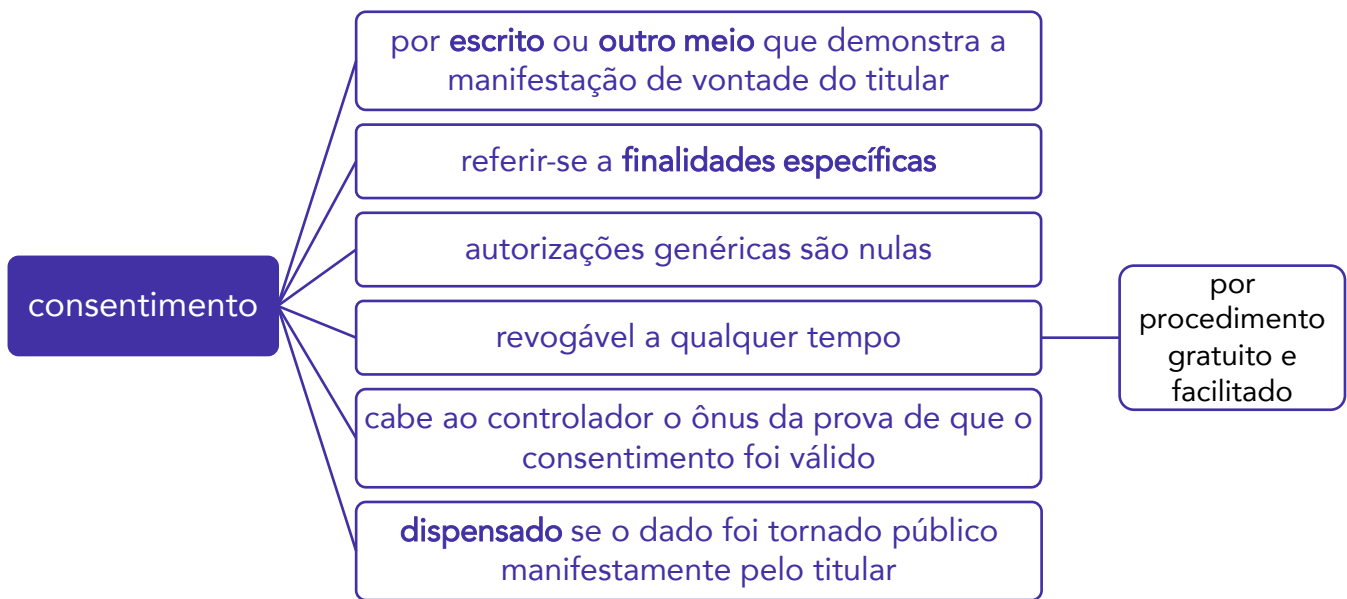 por escrito ou outro meio que demonstra a
manifestação de vontade do titular
referir-se a finalidades específicas
autorizações genéricas são nulas
consentimento
revogável a qualquer tempo
por
procedimento
gratuito e
facilitado
cabe ao controlador o ônus da prova de que o
consentimento foi válido
dispensado se o dado foi tornado público
manifestamente pelo titular